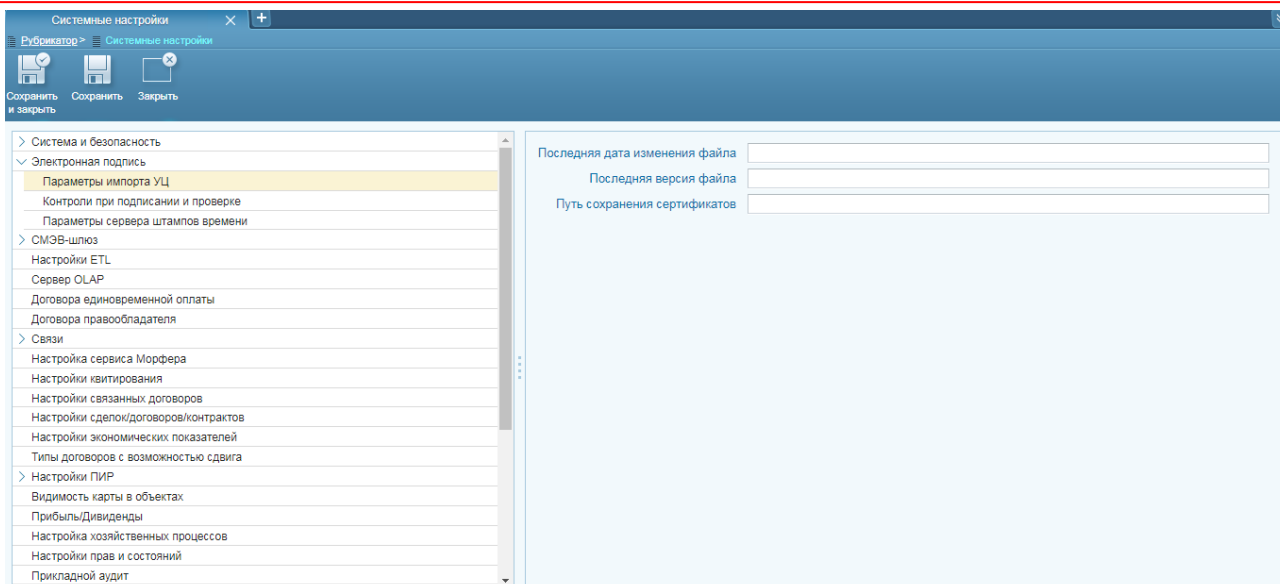 Системные настройки
Рубрикатор > Системные настройки
Сохранить и закрыть
Сохранить
Закрыть
Система и безопасность
Электронная подпись
Параметры импорта УЦ
Контроли при подписании и проверке
Параметры сервера штампов времени
СМЭВ-шлюз
Настройки ETL
Сервер OLAP
Договора единовременной оплаты
Договора правообладателя
Связи
Настройка сервиса Морфера
Настройки квитирования
Настройки связанных договоров
Настройки сделок/договоров/контрактов
Настройки экономических показателей
Типы договоров с возможностью сдвига
Настройки ПИР
Видимость карты в объектах
Прибыль/Дивиденды
Настройка хозяйственных процессов
Настройки прав и состояний
Прикладной аудит
Последняя дата изменения файла
Последняя версия файла
Путь сохранения сертификатов